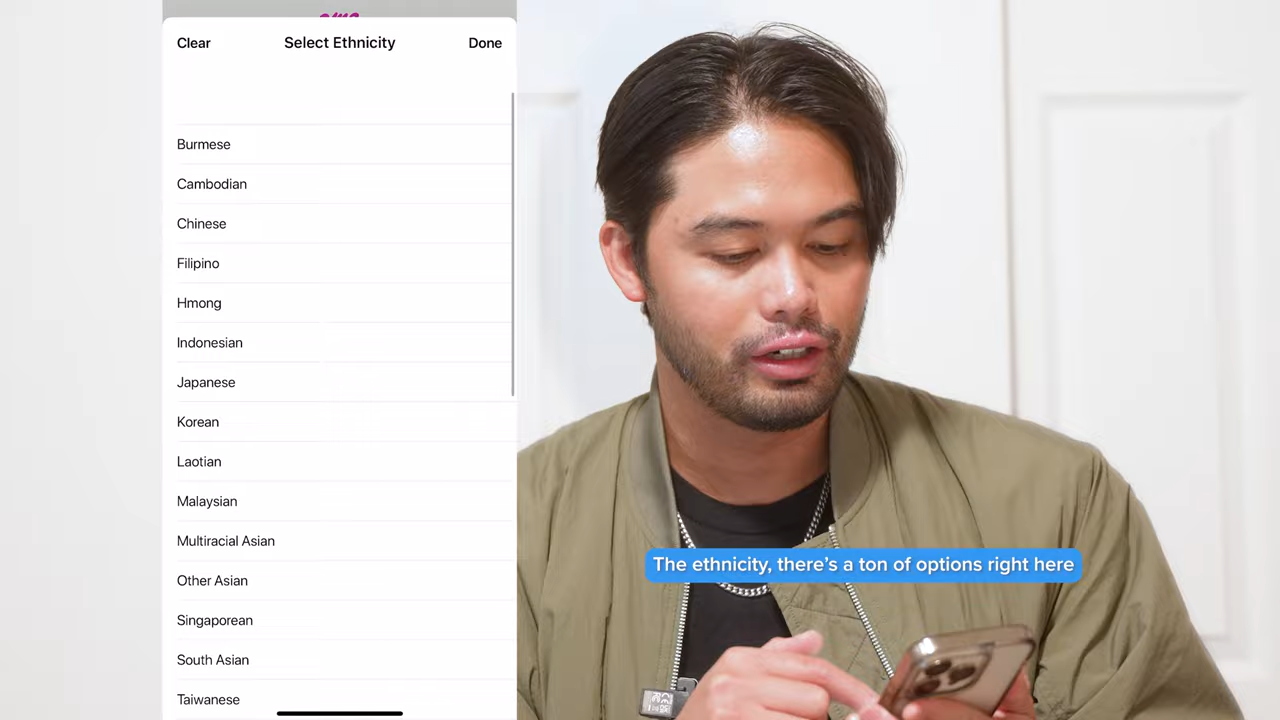 Clear
Select Ethnicity
Done
Burmese
Cambodian
Chinese
Filipino
Hmong
Indonesian
Japanese
Korean
Laotian
Malaysian
Multiracial Asian
Other Asian
Singaporean
South Asian
Taiwanese
The ethnicity, there's a ton of options right here